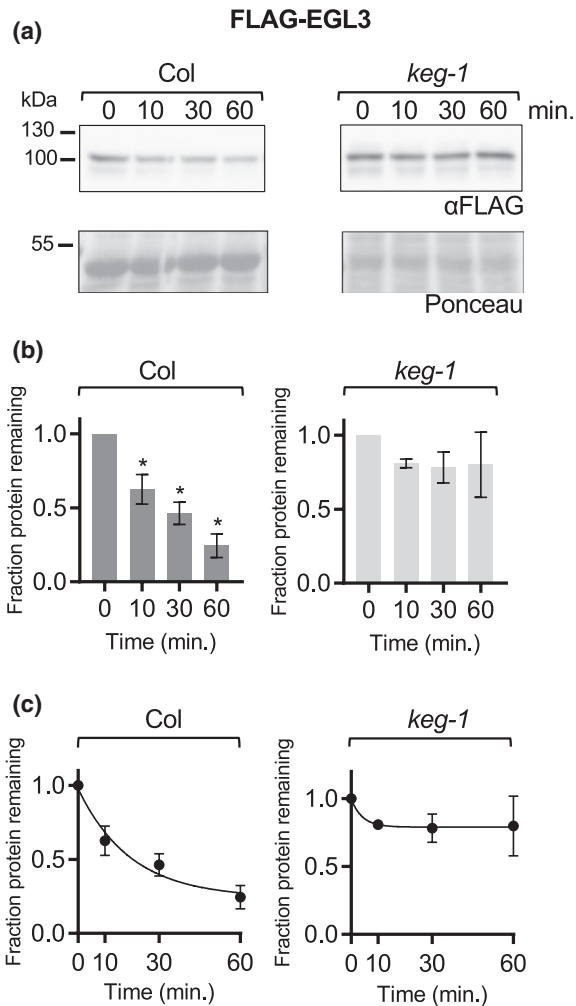 FLAG-EGL3
(a)
Col keg-1
kDa 0 10 30 60 0 10 30 60 min.
130
100
αFLAG
55
Ponceau
(b)
Col keg-1
Fraction protein remaining
1.0
0.5
0.0
* * *
0 10 30 60
Time (min.)
Fraction protein remaining
1.0
0.5
0.0
0 10 30 60
Time (min.)
(c)
Col keg-1
Fraction protein remaining
1.0
0.5
0.0
0 10 30 60
Time (min.)
Fraction protein remaining
1.0
0.5
0.0
0 10 30 60
Time (min.)